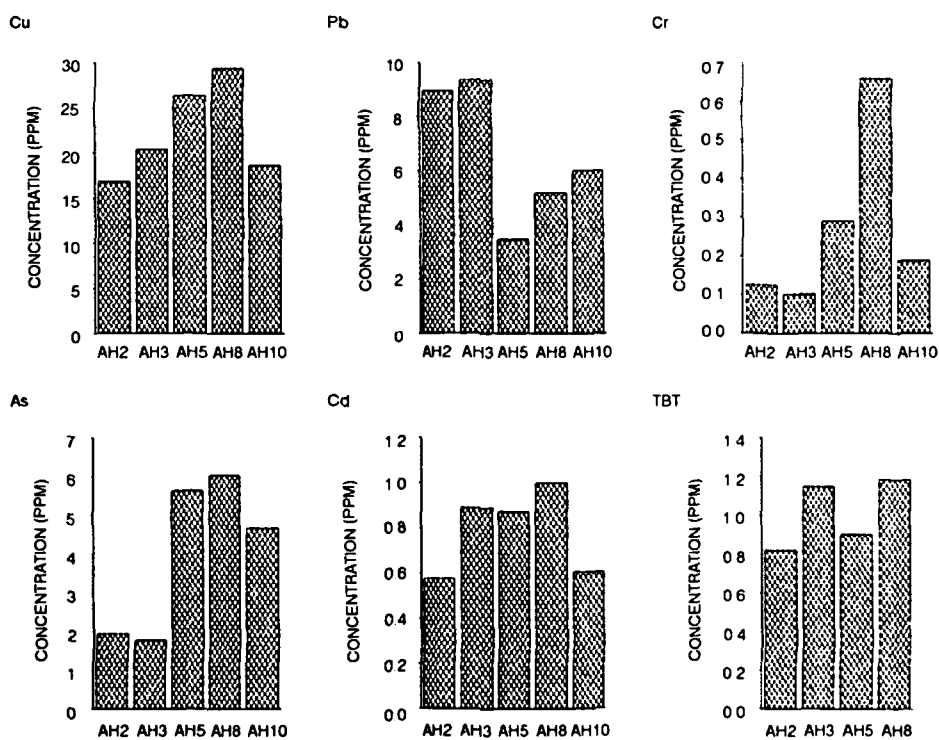 Cu
CONCENTRATION (PPM)
30
25
20
15
10
5
0
AH2 AH3 AH5 AH8 AH10
Pb
CONCENTRATION (PPM)
10
8
6
4
2
0
AH2 AH3 AH5 AH8 AH10
Cr
CONCENTRATION (PPM)
0 7
0 6
0.5
0.4
0.3
0.2
0 1
0 0
AH2 AH3 AH5 AH8 AH10
As
CONCENTRATION (PPM)
7
6
5
4
3
2
1
0
AH2 AH3 AH5 AH8 AH10
Cd
CONCENTRATION (PPM)
1 2
1 0
0.8
0.6
0 4
0.2
0 0
AH2 AH3 AH5 AH8 AH10
TBT
CONCENTRATION (PPM)
1 4
1.2
1 0
0.8
0.6
0 4
0 2
0 0
AH2 AH3 AH5 AH8